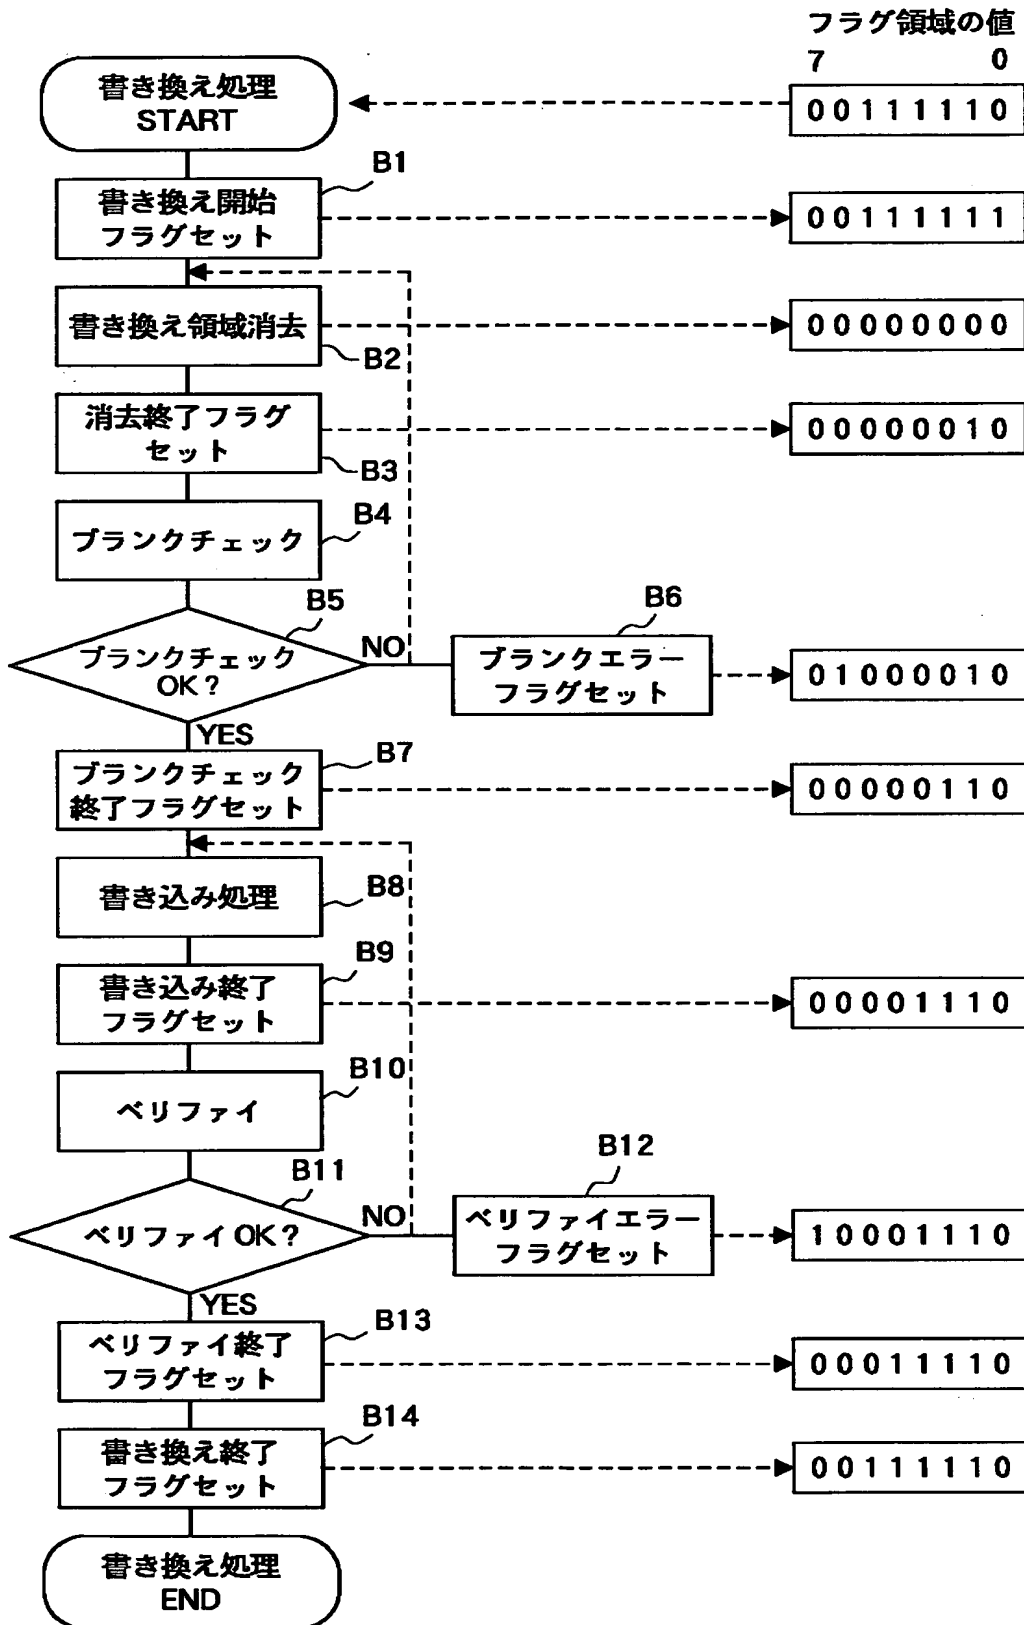 フラグ領域の値
7 0
書き換え処理
START
00111110
B1
書き換え開始
フラグセット
00111111
書き換え領域消去
00000000
B2
消去終了フラグ
セット
00000010
B3
B4
ブランクチェック
B5
ブランクチェック
OK?
NO
B6
ブランクエラー
フラグセット
01000010
YES
B7
ブランクチェック
終了フラグセット
00000110
書き込み処理
B8
B9
書き込み終了
フラグセット
00001110
B10
ベリファイ
B11
ベリファイOK?
NO
B12
ベリファイエラー
フラグセット
10001110
YES
B13
ベリファイ終了
フラグセット
00011110
B14
書き換え終了
フラグセット
00111110
書き換え処理
END